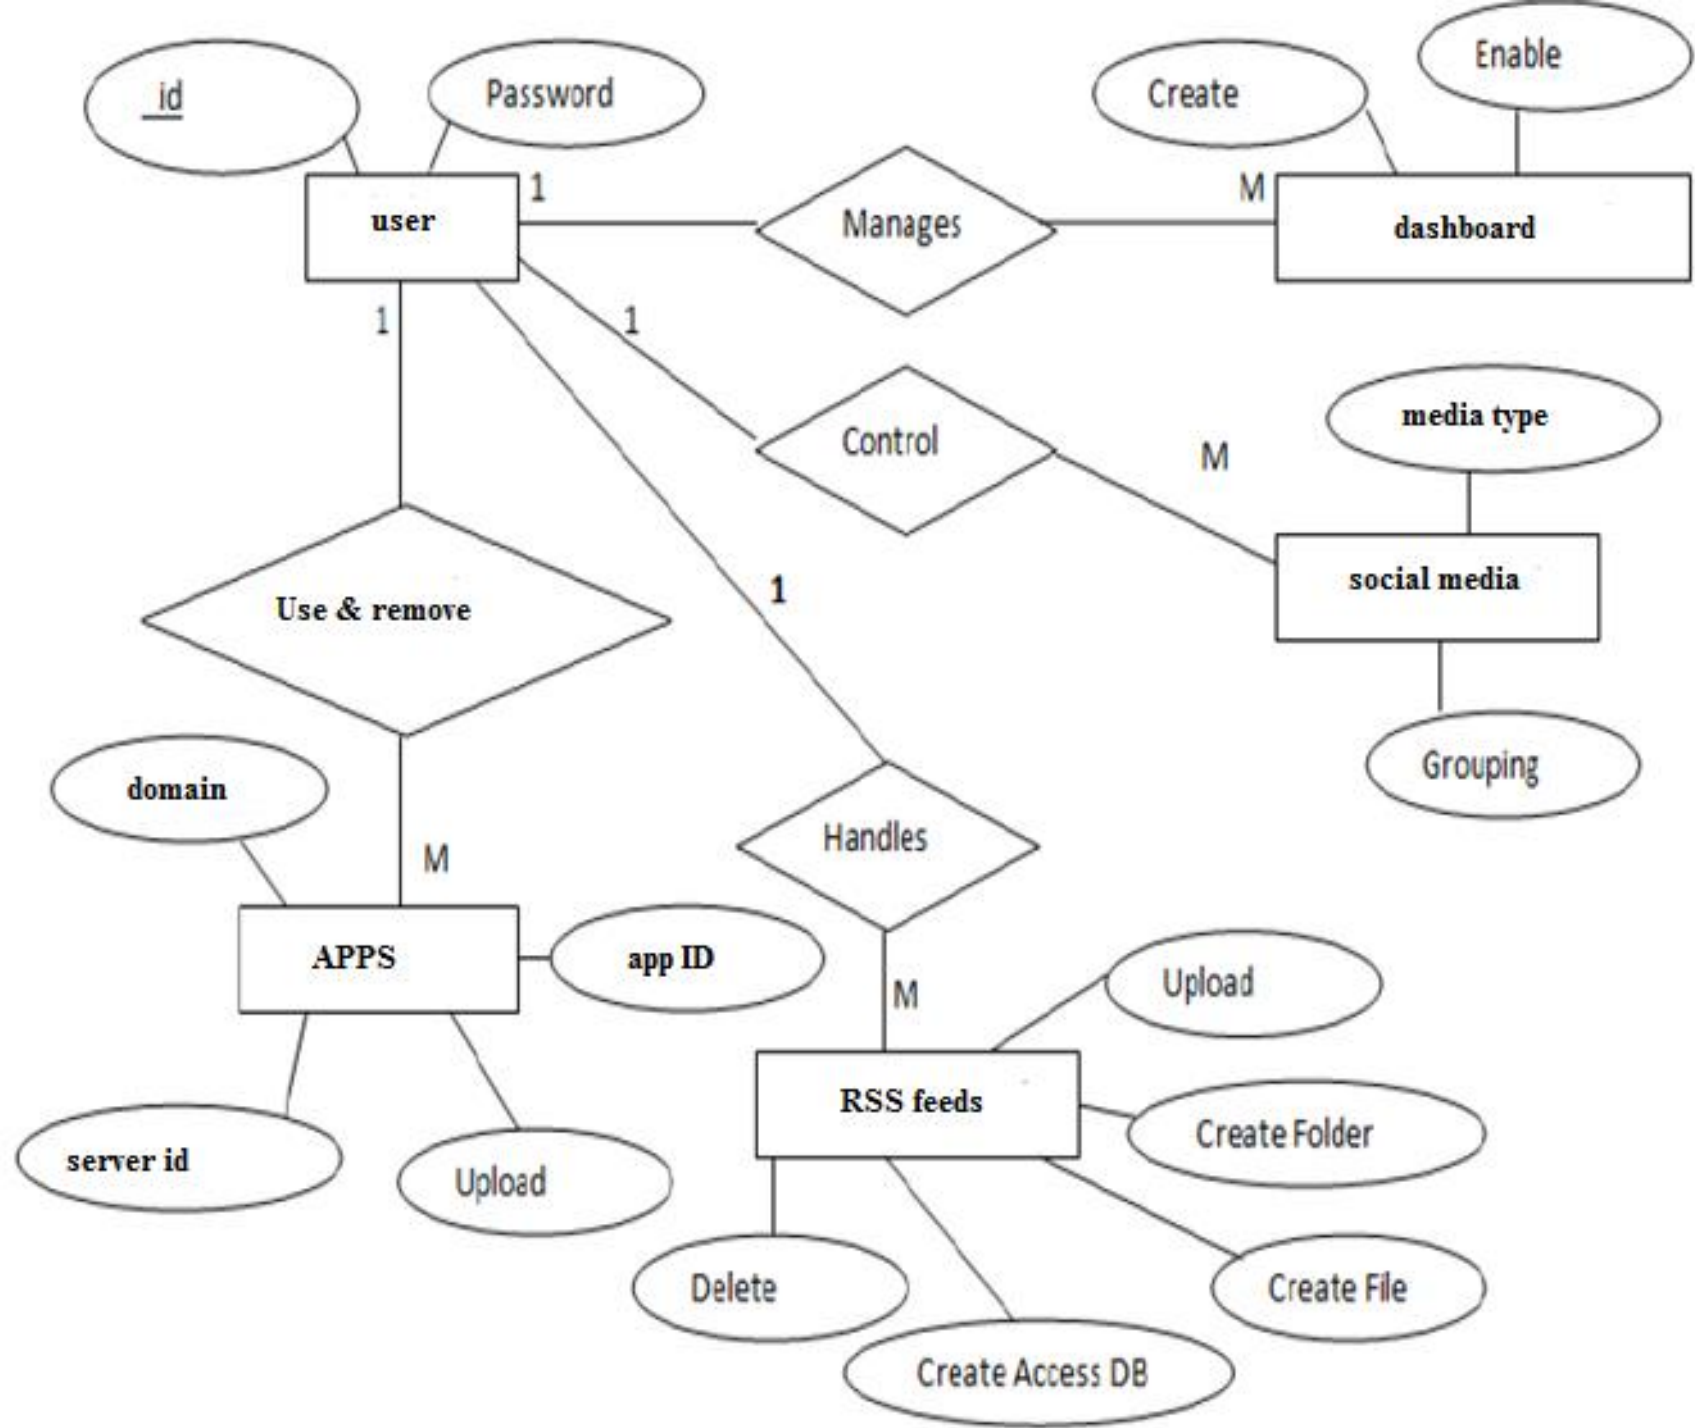 _id
Password
Create
Enable
user
1
Manages
M
dashboard
1
1
Control
M
media type
social media
Use & remove
1
Grouping
domain
Handles
M
APPS
app ID
M
Upload
RSS feeds
Create Folder
server id
Upload
Delete
Create File
Create Access DB